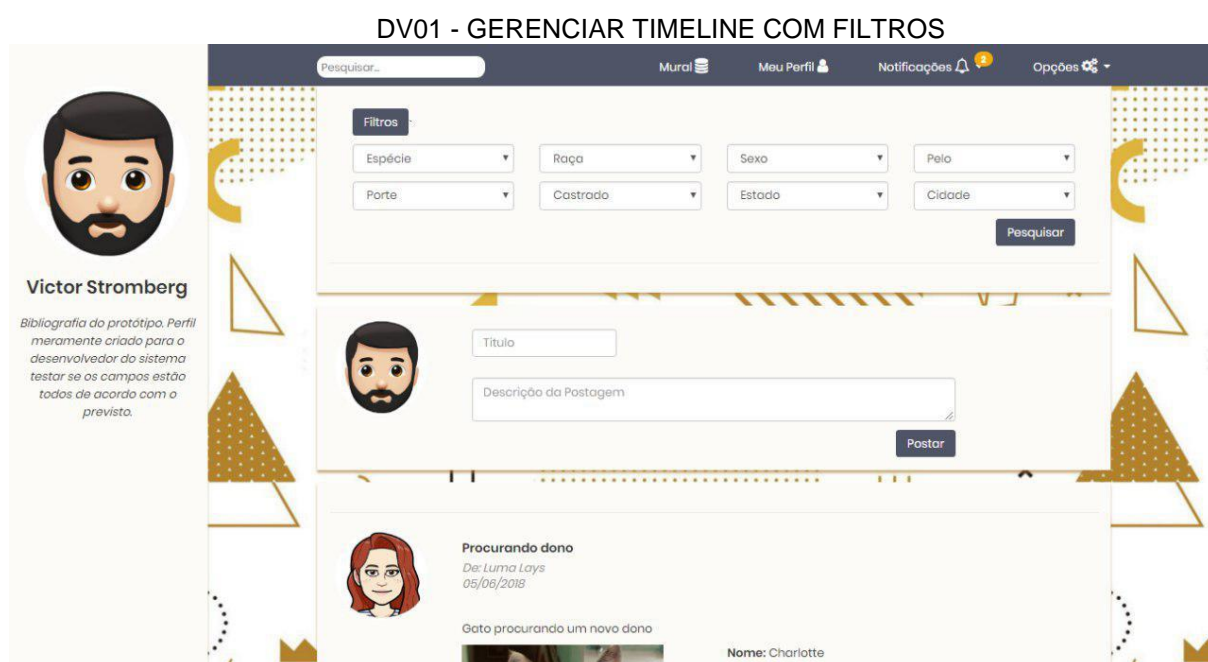 DV01 - GERENCIAR TIMELINE COM FILTROS
Pesquisar... Mural Meu Perfil Notificações 2 Opções
Filtros
Espécie Raça Sexo Pelo
Porte Castrado Estado Cidade
Pesquisar
Victor Stromberg
Bibliografia do protótipo. Perfil
meramente criado para o
desenvolvedor do sistema
testar se os campos estão
todos de acordo com o
previsto.
Titulo
Descrição da Postagem
Postar
Procurando dono
De: Luma Lays
05/06/2018
Gato procurando um novo dono
Nome: Charlotte